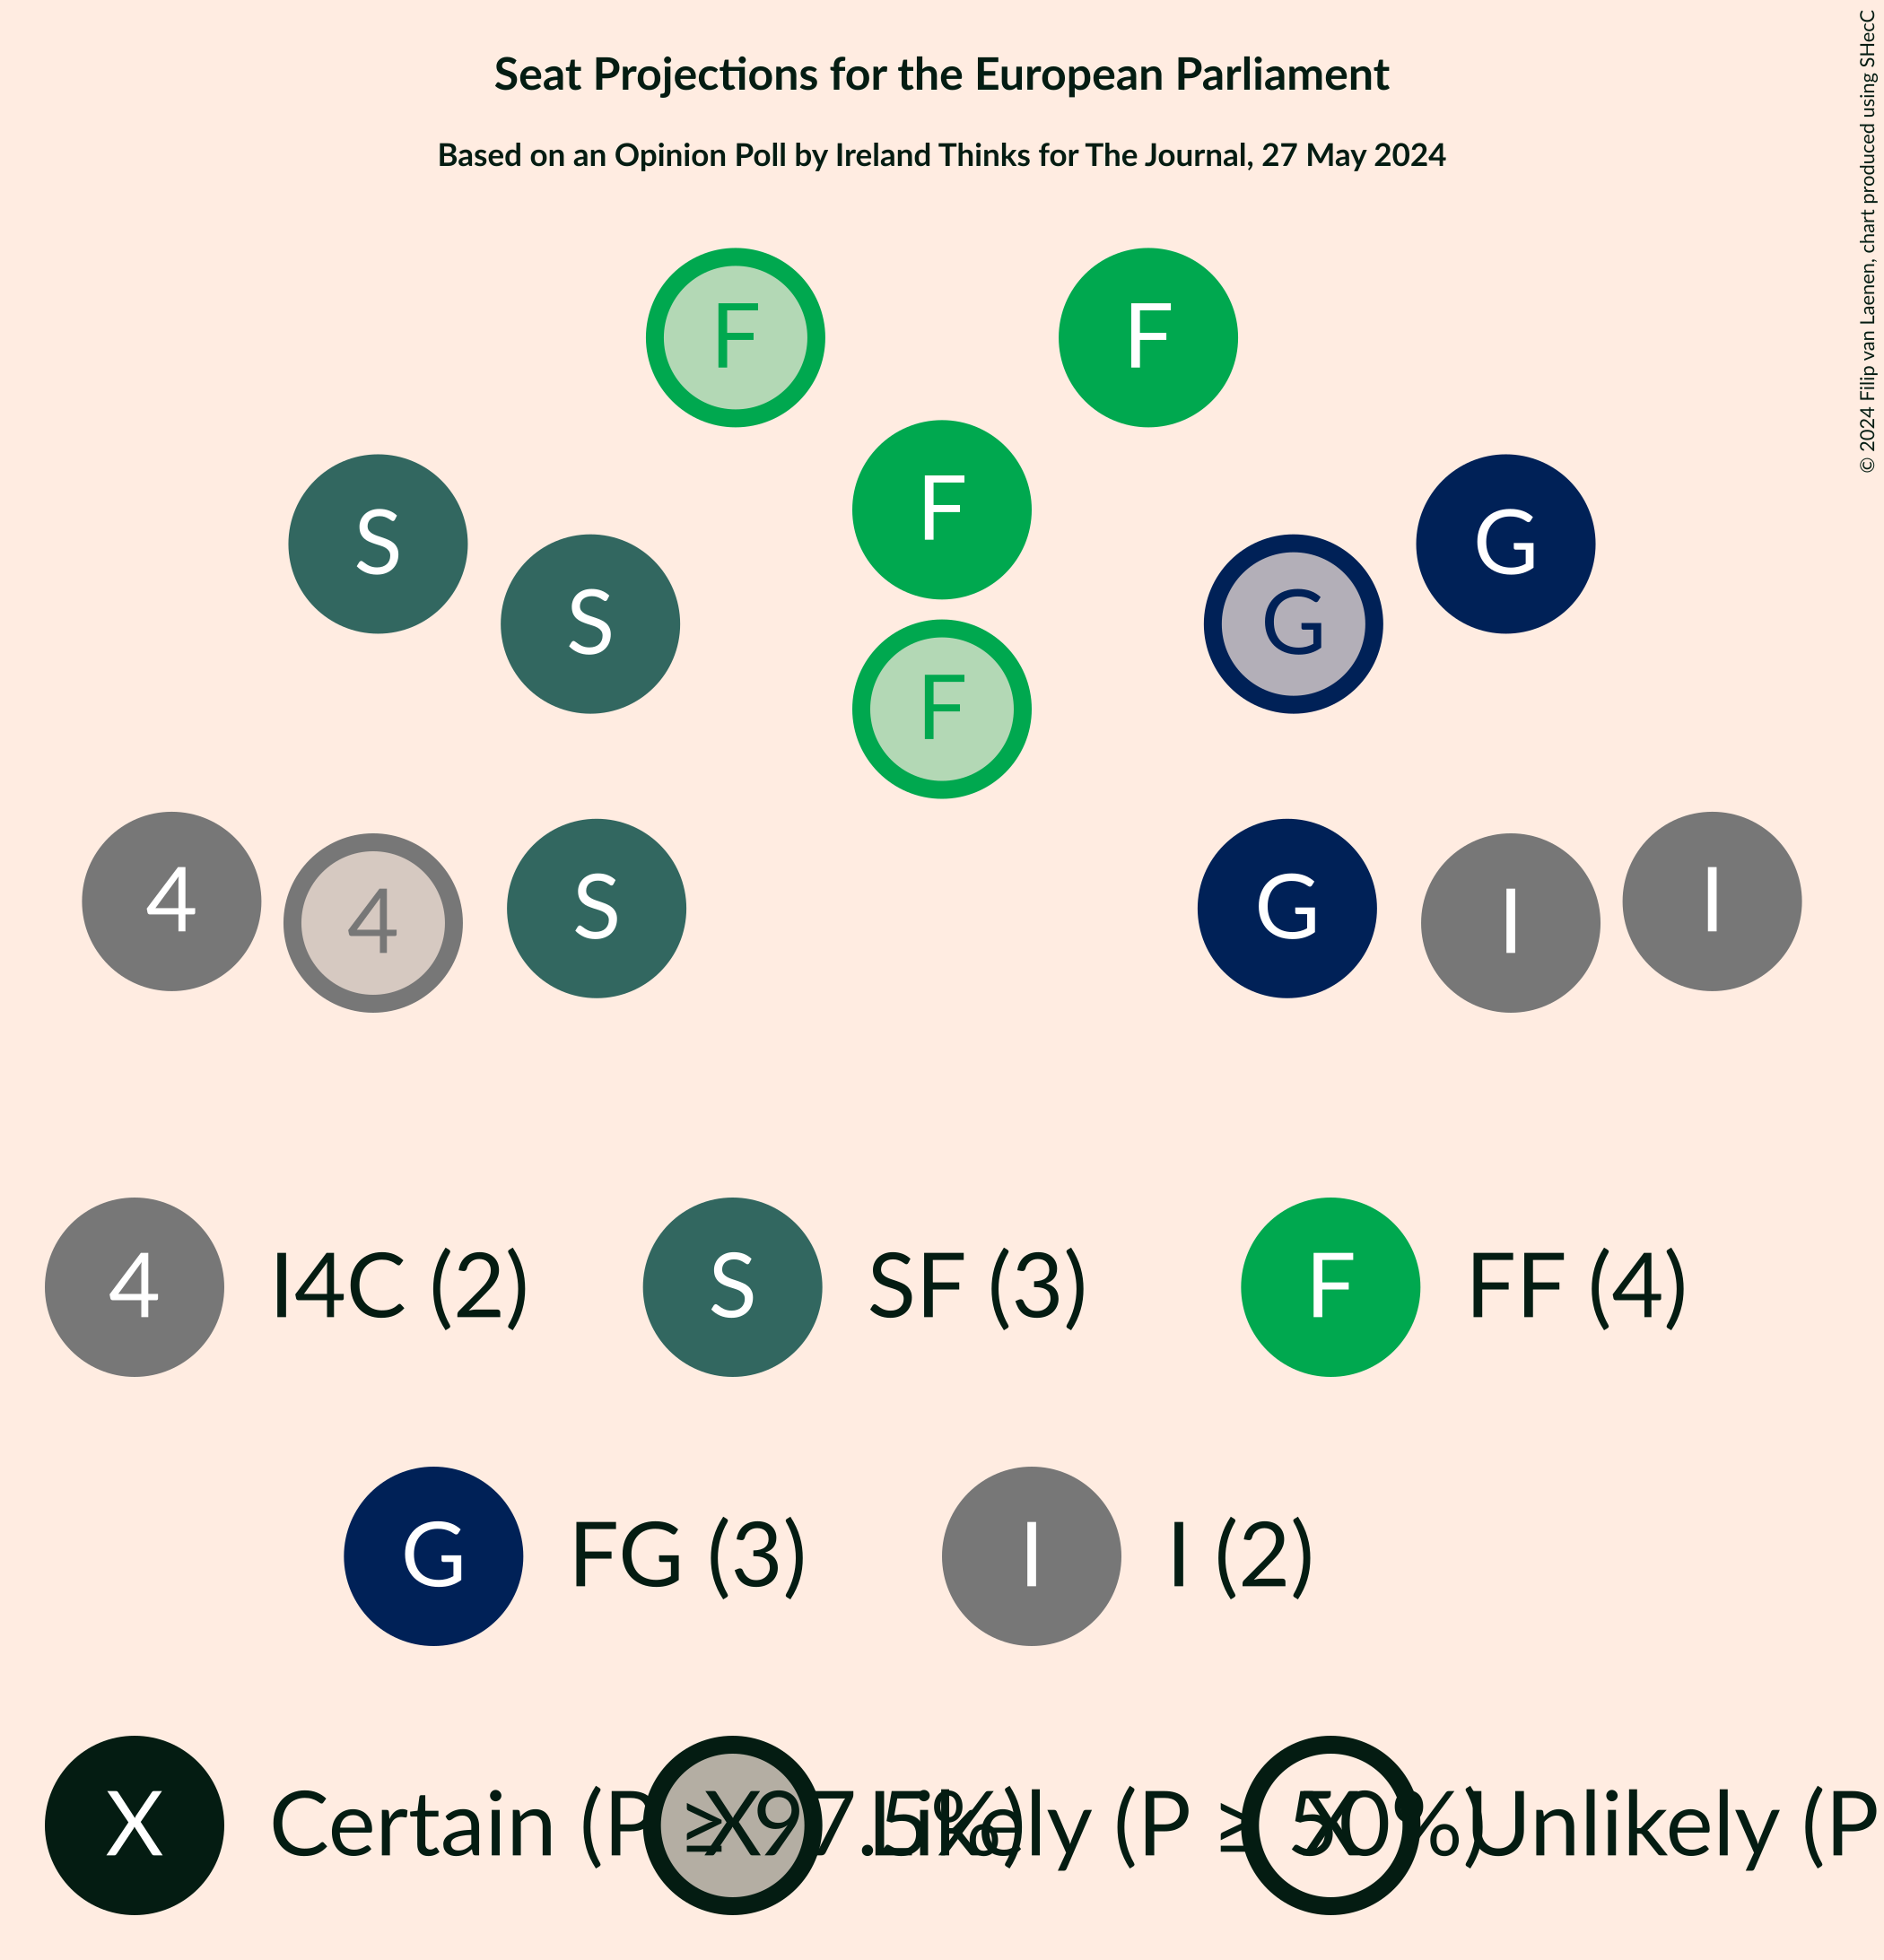 Seat Projections for the European Parliament
Based on an Opinion Poll by Ireland Thinks for The Journal, 27 May 2024
© 2024 Filip van Laenen, chart produced using SHecC
F F
F
S G
S G
F
4 I
4 I
S G
4 I4C (2) S SF (3) F FF (4)
G FG (3) I I (2)
X Certain (P ≥ 97.5%) X Likely (P ≥ 50%) X Unlikely (P